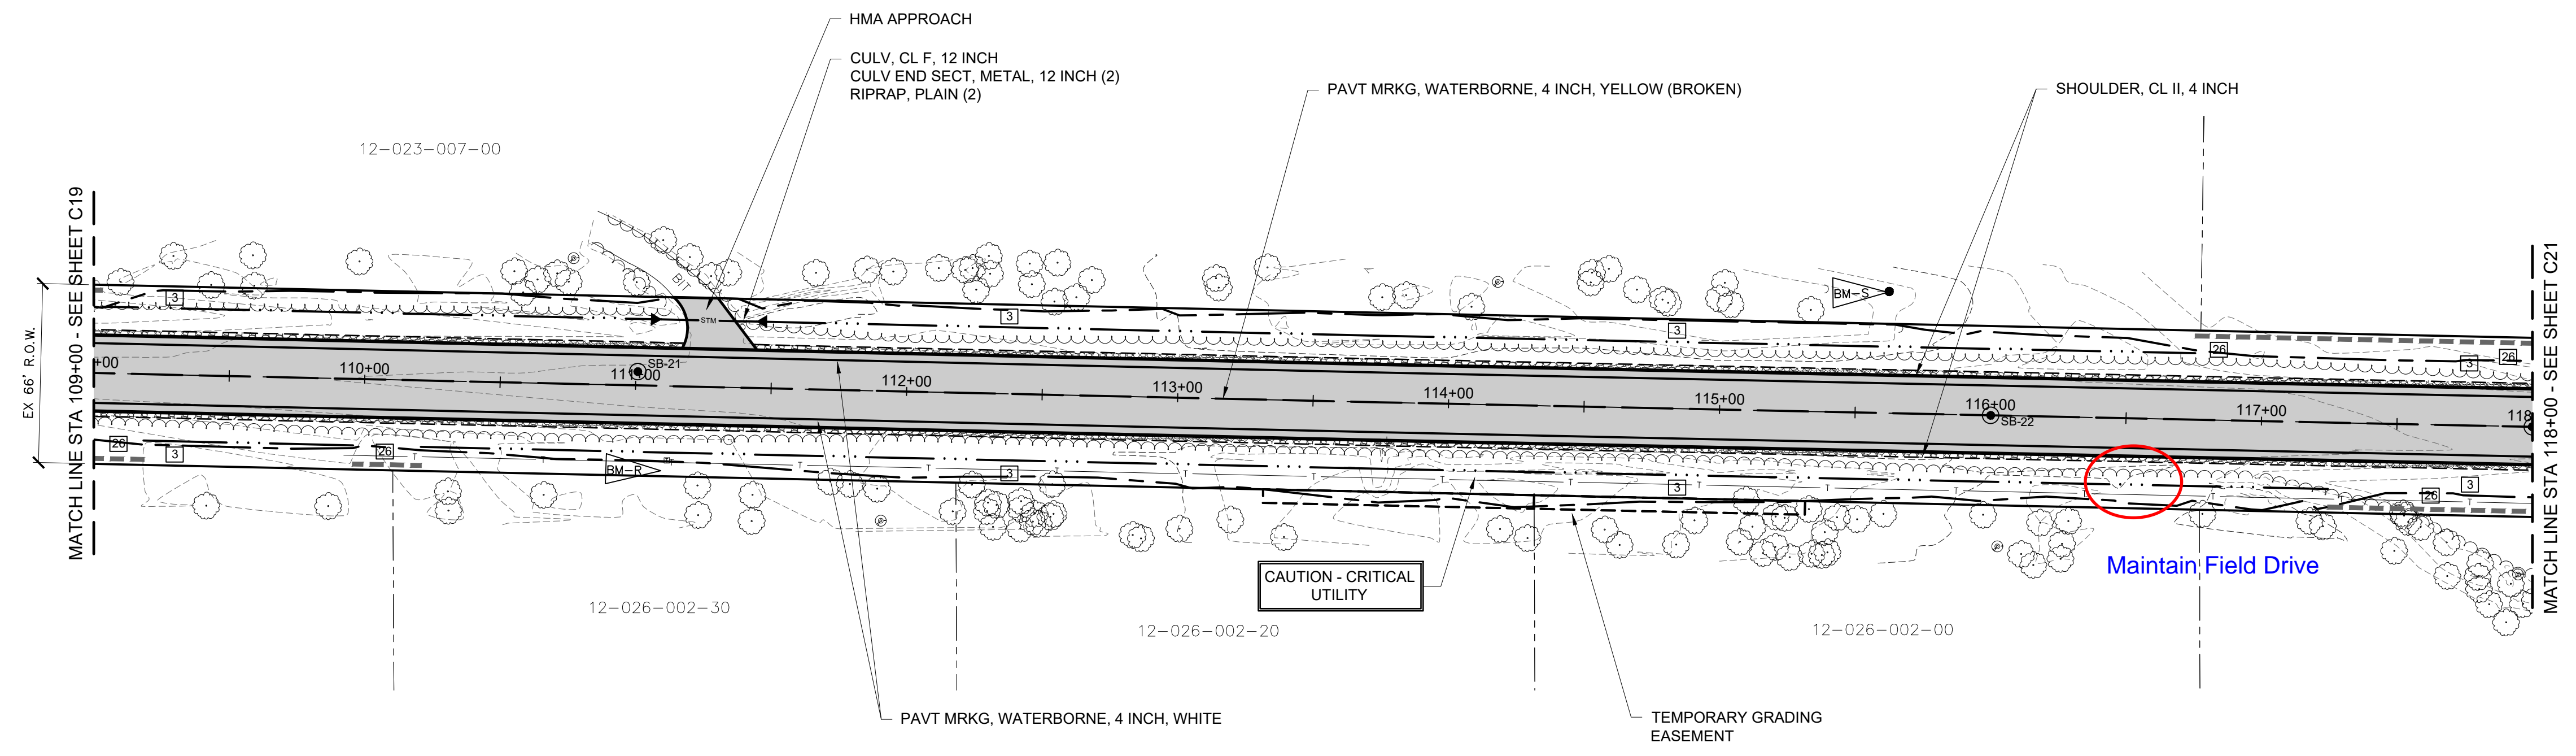 HMA APPROACH
CULV, CL F, 12 INCH
CULV END SECT, METAL, 12 INCH (2)
RIPRAP, PLAIN (2)
PAVT MRKG, WATERBORNE, 4 INCH, YELLOW (BROKEN)
SHOULDER, CL II, 4 INCH
12-023-007-00
MATCH LINE STA 109+00 - SEE SHEET C19
EX 66' R.O.W.
BIT
STM
BM-S
3
3
3
26
3
26
+00
110+00
111+00
SB-21
112+00
113+00
114+00
115+00
116+00
SB-22
117+00
118
26
3
26
BM-R
3
3
3
26
T
T
T
T
T
T
T
T
T
T
T
T
MATCH LINE STA 118+00 - SEE SHEET C21
Maintain Field Drive
CAUTION - CRITICAL
UTILITY
12-026-002-30
12-026-002-20
12-026-002-00
PAVT MRKG, WATERBORNE, 4 INCH, WHITE
TEMPORARY GRADING
EASEMENT